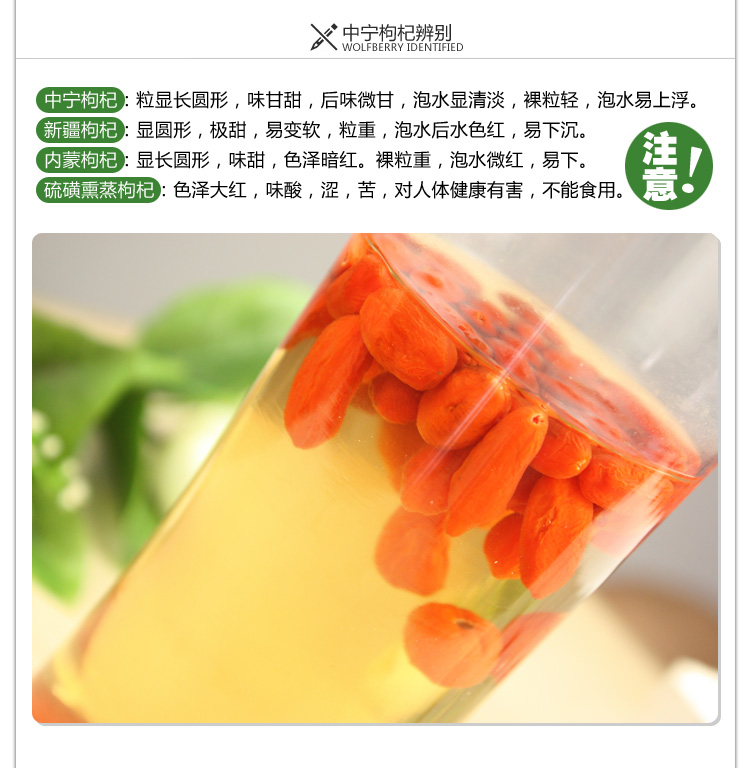 中宁枸杞辨别
WOLFBERRY IDENTIFIED
中宁枸杞：粒显长圆形，味甘甜，后味微甘，泡水显清淡，裸粒轻，泡水易上浮。
新疆枸杞：显圆形，极甜，易变软，粒重，泡水后水色红，易下沉。
内蒙枸杞：显长圆形，味甜，色泽暗红。裸粒重，泡水微红，易下。
硫磺熏蒸枸杞：色泽大红，味酸，涩，苦，对人体健康有害，不能食用。
注意！